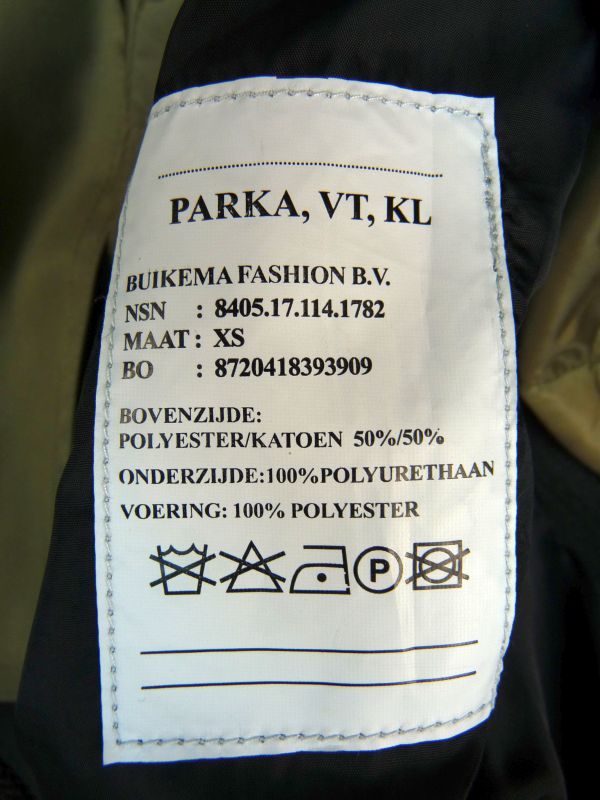 PARKA, VT, KL
BUIKEMA FASHION B.V.
NSN : 8405.17.114.1782
MAAT : XS
BO : 8720418393909
BOVENZIJDE:
POLYESTER/KATOEN 50%/50%
ONDERZIJDE:100%POLYURETHAAN
VOERING: 100% POLYESTER
P